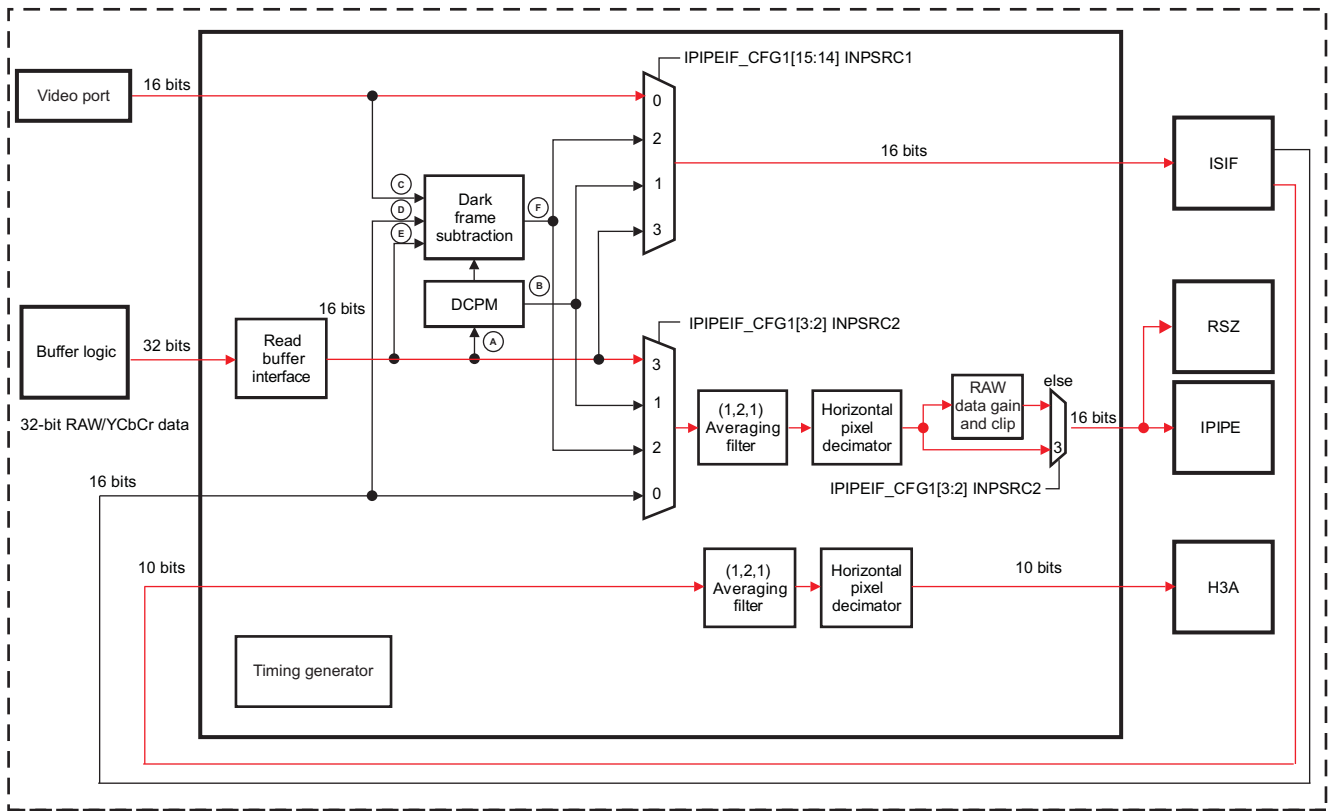 IPIPEIF_CFG1[15:14] INPSRC1
Video port
16 bits
0
2
1
3
16 bits
ISIF
C
D
E
Dark
frame
subtraction
F
DCPM
B
A
Buffer logic
32 bits
32-bit RAW/YCbCr data
Read
buffer
interface
16 bits
IPIPEIF_CFG1[3:2] INPSRC2
3
1
2
0
(1,2,1)
Averaging
filter
Horizontal
pixel
decimator
RAW
data gain
and clip
else
3
16 bits
IPIPEIF_CFG1[3:2] INPSRC2
RSZ
IPIPE
16 bits
10 bits
(1,2,1)
Averaging
filter
Horizontal
pixel
decimator
10 bits
H3A
Timing generator